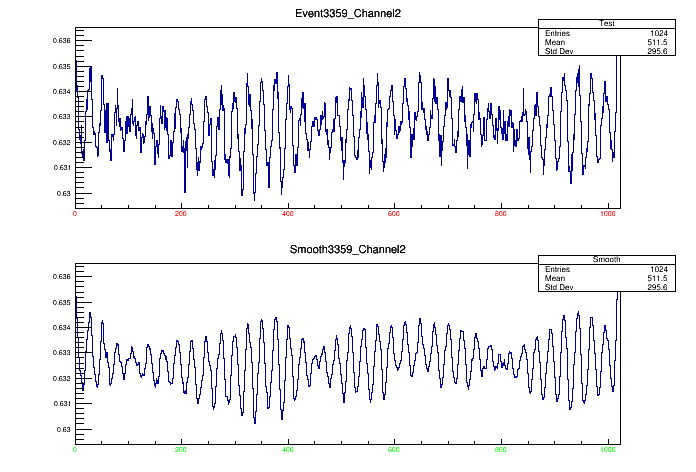 Event3359_Channel2
Test
Entries 1024
Mean 511.5
Std Dev 295.6
0.636
0.635
0.634
0.633
0.632
0.631
0.63
0 200 400 600 800 1000
Smooth3359_Channel2
Smooth
Entries 1024
Mean 511.5
Std Dev 295.6
0.636
0.635
0.634
0.633
0.632
0.631
0.63
0 200 400 600 800 1000